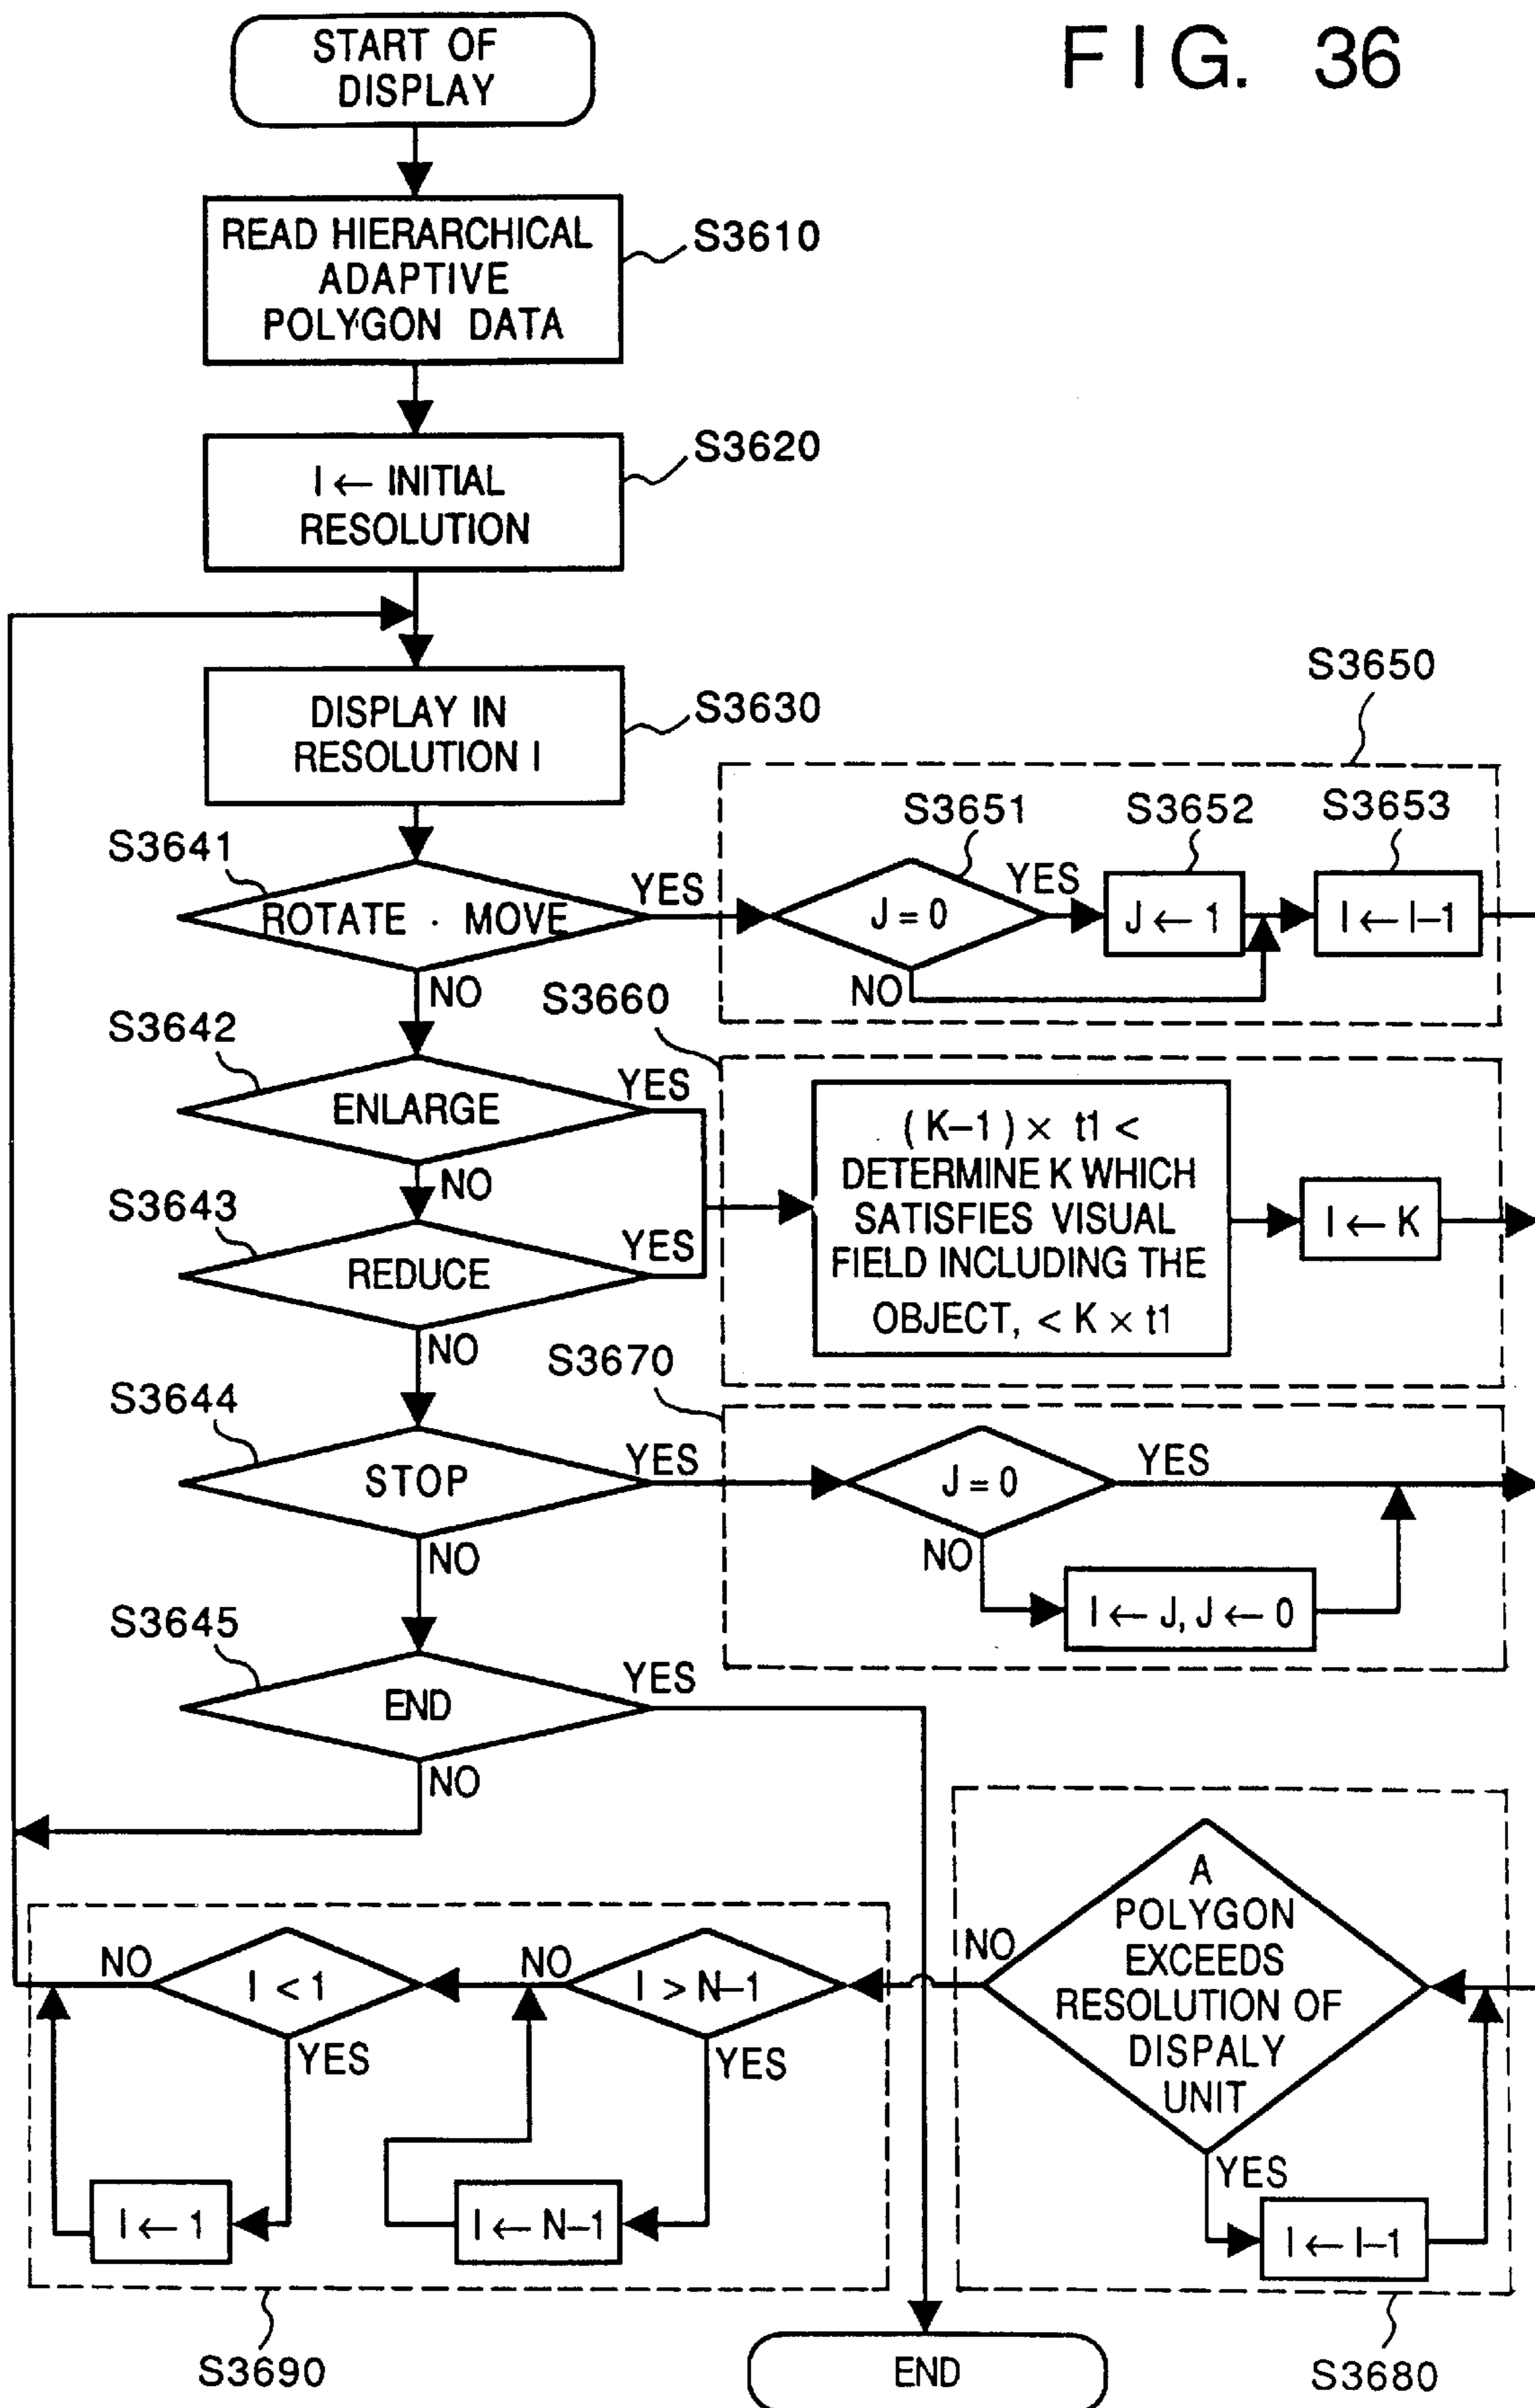 FIG. 36
START OF
DISPLAY
READ HIERARCHICAL
ADAPTIVE
POLYGON DATA
S3610
I ← INITIAL
RESOLUTION
S3620
DISPLAY IN
RESOLUTION I
S3630
S3650
S3641
ROTATE · MOVE
YES
NO
S3651
J = 0
YES
NO
S3652
J ← 1
S3653
I ← I–1
S3642
ENLARGE
YES
NO
S3660
(K–1) × t1 <
DETERMINE K WHICH
SATISFIES VISUAL
FIELD INCLUDING THE
OBJECT, < K × t1
I ← K
S3643
REDUCE
YES
NO
S3644
STOP
YES
NO
S3670
J = 0
YES
NO
I ← J, J ← 0
S3645
END
YES
NO
A
POLYGON
EXCEEDS
RESOLUTION OF
DISPALY
UNIT
NO
YES
I ← I–1
S3680
I > N–1
NO
YES
I ← N–1
I < 1
NO
YES
I ← 1
S3690
END